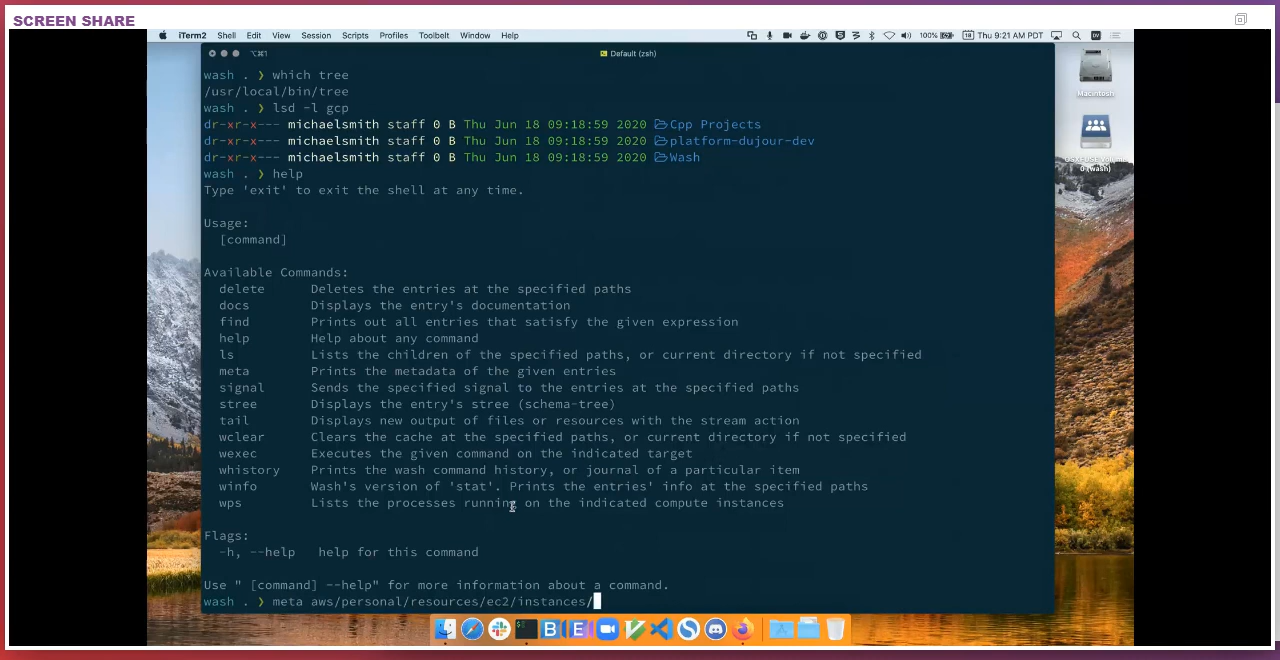 SCREEN SHARE
iTerm2 Shell Edit View Session Scripts Profiles Toolbelt Window Help
100% Thu 9:21 AM PDT
⌥⌘1 Default (zsh)
wash . ❯ which tree
/usr/local/bin/tree
wash . ❯ lsd -l gcp
dr-xr-x--- michaelsmith staff 0 B Thu Jun 18 09:18:59 2020 Cpp Projects
dr-xr-x--- michaelsmith staff 0 B Thu Jun 18 09:18:59 2020 platform-dujour-dev
dr-xr-x--- michaelsmith staff 0 B Thu Jun 18 09:18:59 2020 Wash
wash . ❯ help
Type 'exit' to exit the shell at any time.
Usage:
[command]
Available Commands:
delete Deletes the entries at the specified paths
docs Displays the entry's documentation
find Prints out all entries that satisfy the given expression
help Help about any command
ls Lists the children of the specified paths, or current directory if not specified
meta Prints the metadata of the given entries
signal Sends the specified signal to the entries at the specified paths
stree Displays the entry's stree (schema-tree)
tail Displays new output of files or resources with the stream action
wclear Clears the cache at the specified paths, or current directory if not specified
wexec Executes the given command on the indicated target
whistory Prints the wash command history, or journal of a particular item
winfo Wash's version of 'stat'. Prints the entries' info at the specified paths
wps Lists the processes running on the indicated compute instances
Flags:
-h, --help help for this command
Use " [command] --help" for more information about a command.
wash . ❯ meta aws/personal/resources/ec2/instances/
Macintosh
(wash)